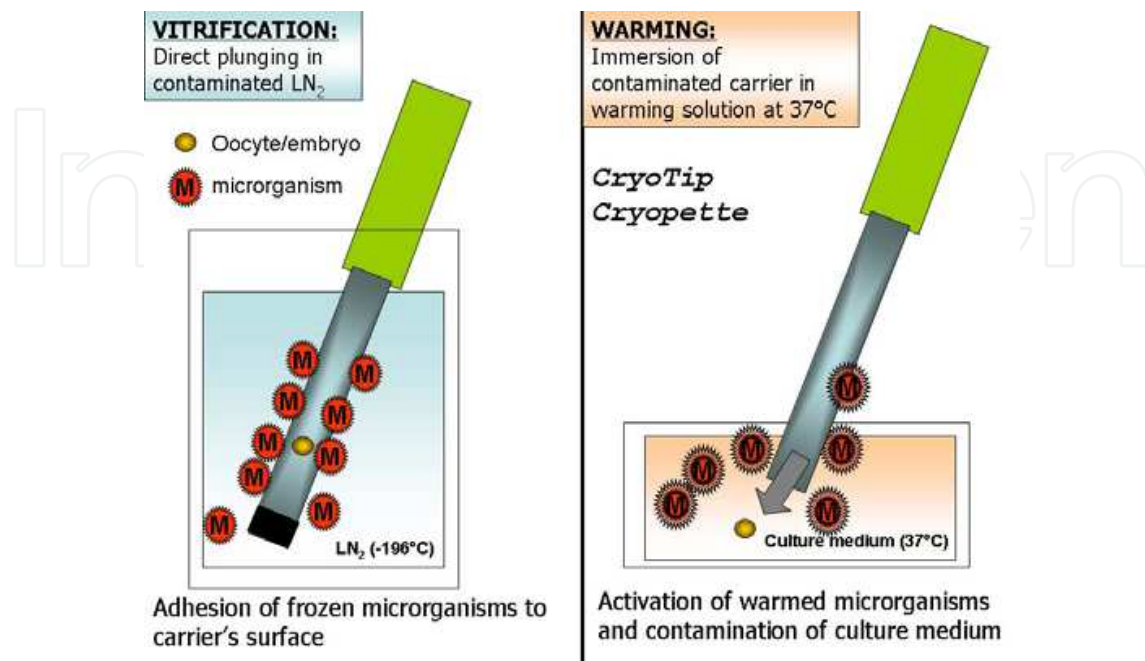 VITRIFICATION:
Direct plunging in
contaminated LN₂
Oocyte/embryo
M microrganism
M
M
M
M
M
M
M
M
M
LN₂ (-196°C)
Adhesion of frozen microrganisms to
carrier's surface
WARMING:
Immersion of
contaminated carrier in
warming solution at 37°C
CryoTip
Cryopette
M
M
M
M
M
M
Culture medium (37°C)
Activation of warmed microrganisms
and contamination of culture medium